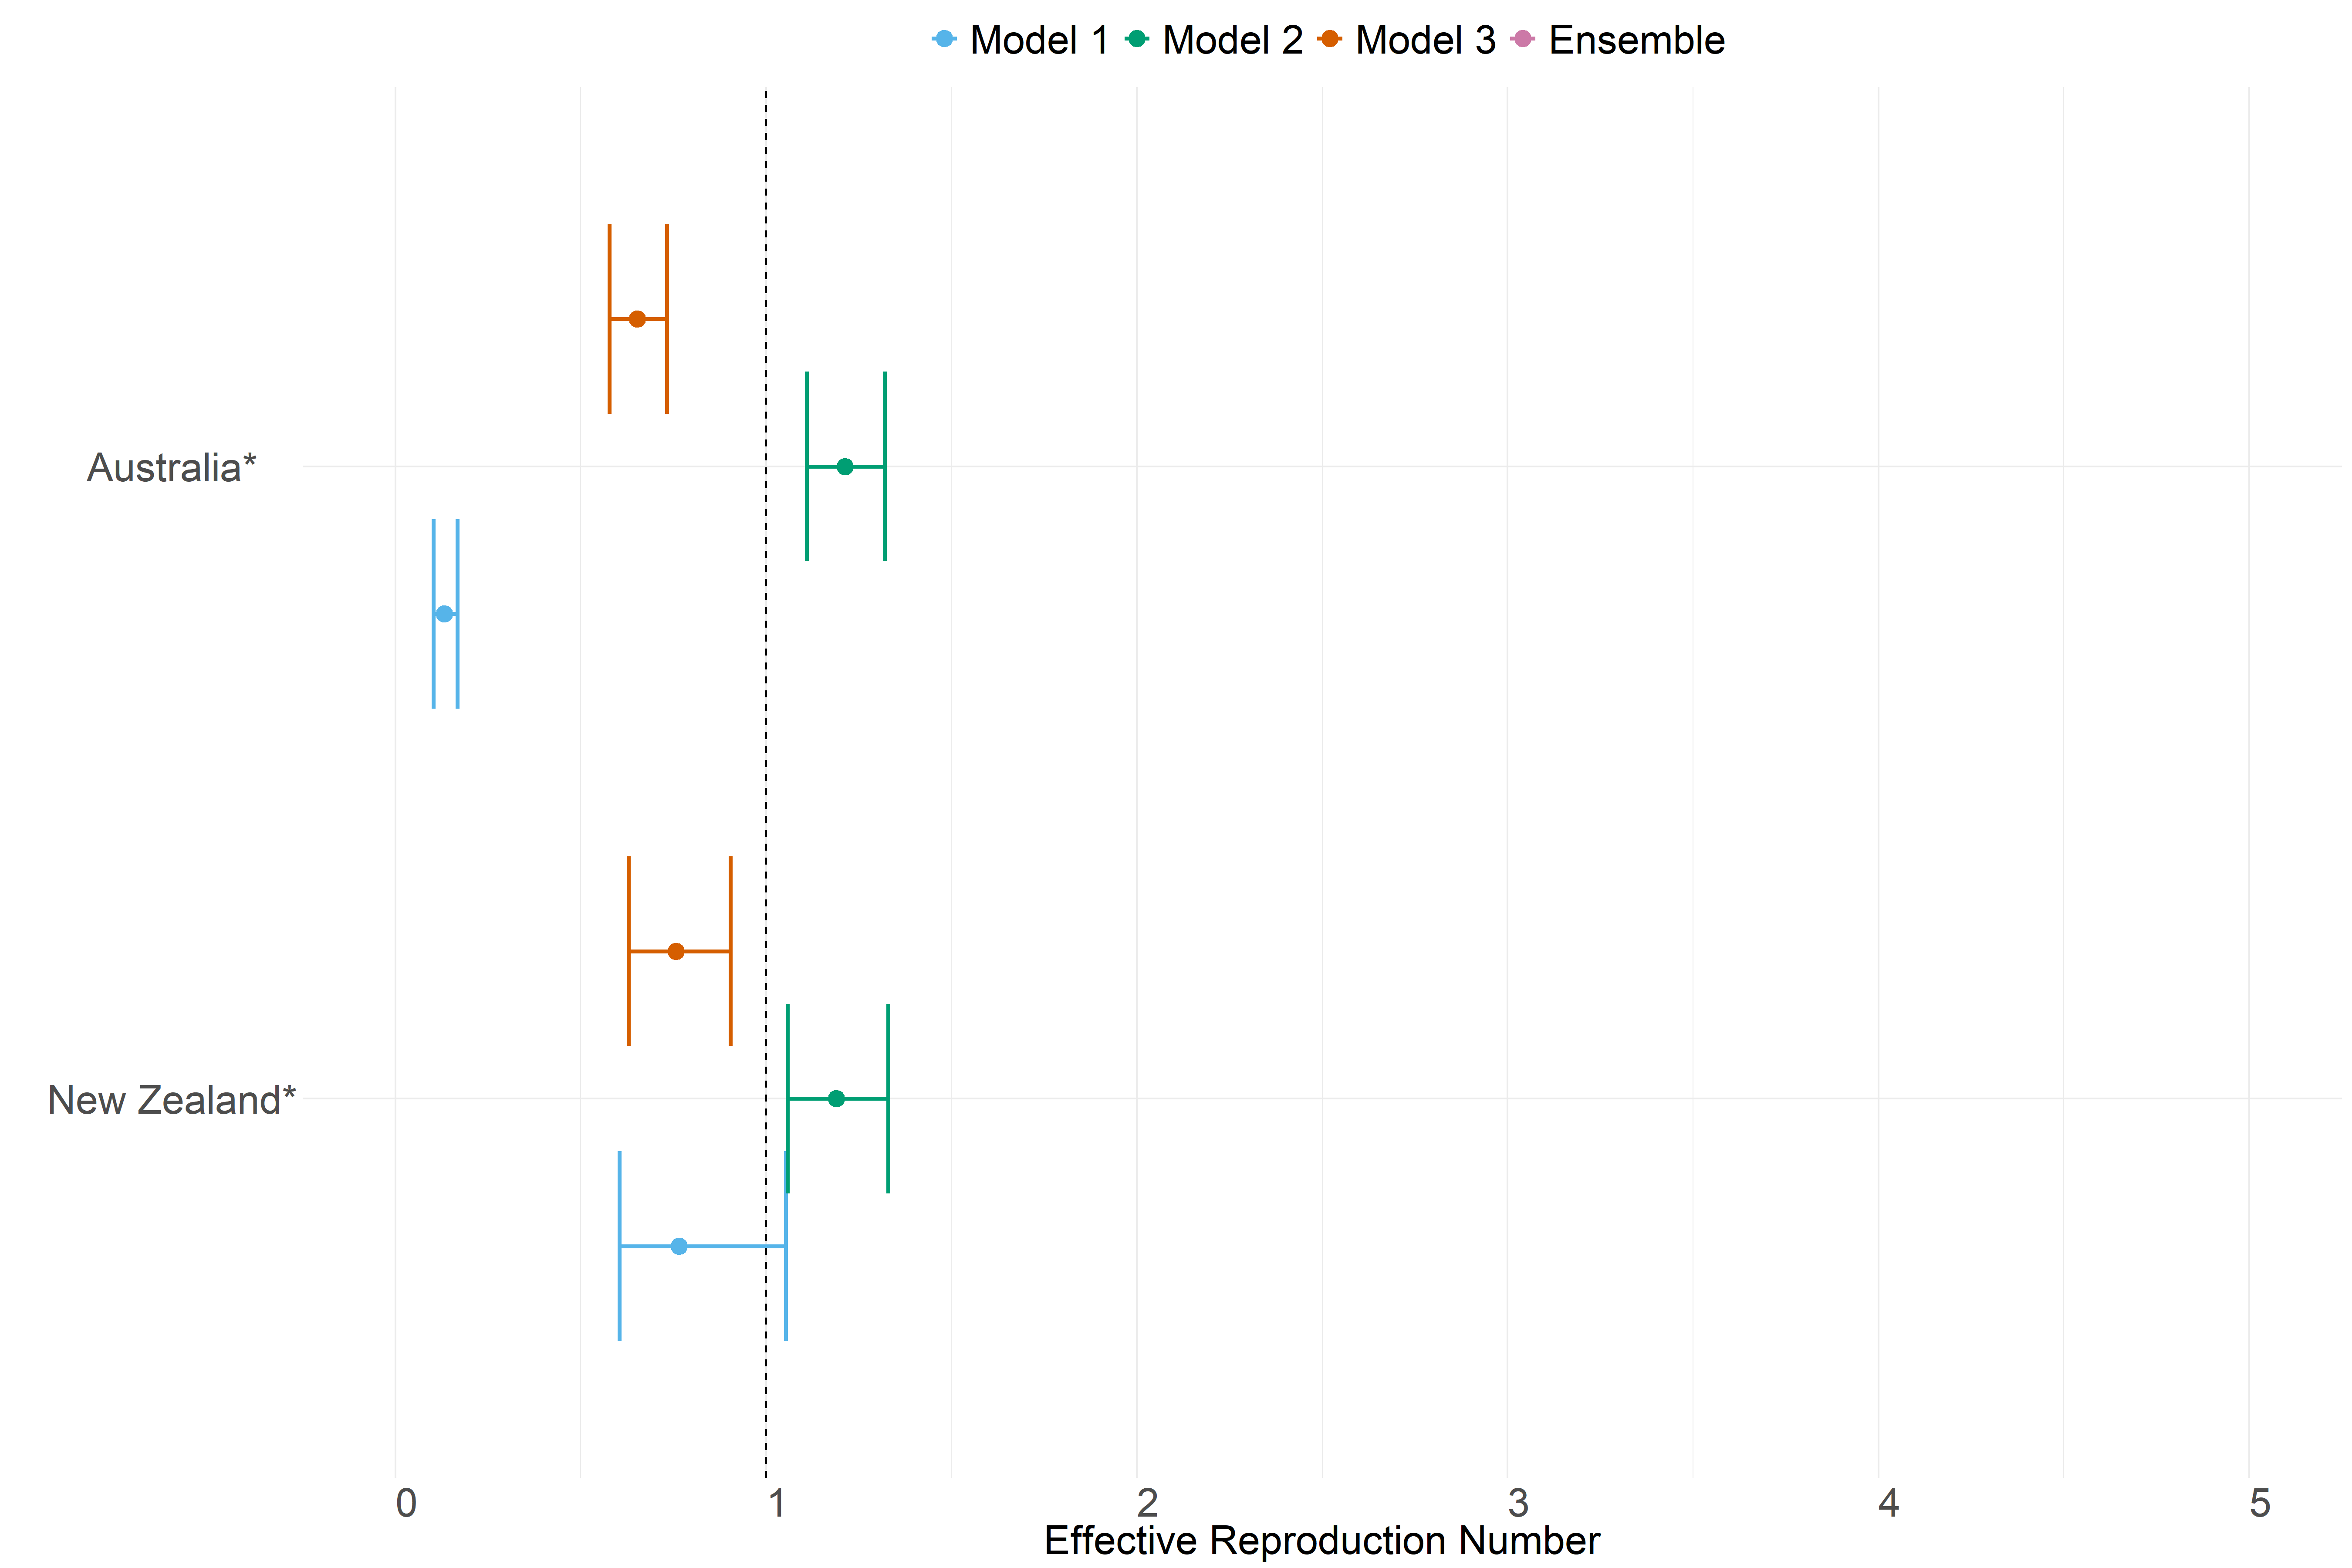 Model 1 Model 2 Model 3 Ensemble
Australia*
New Zealand*
0 1 2 3 4 5
Effective Reproduction Number